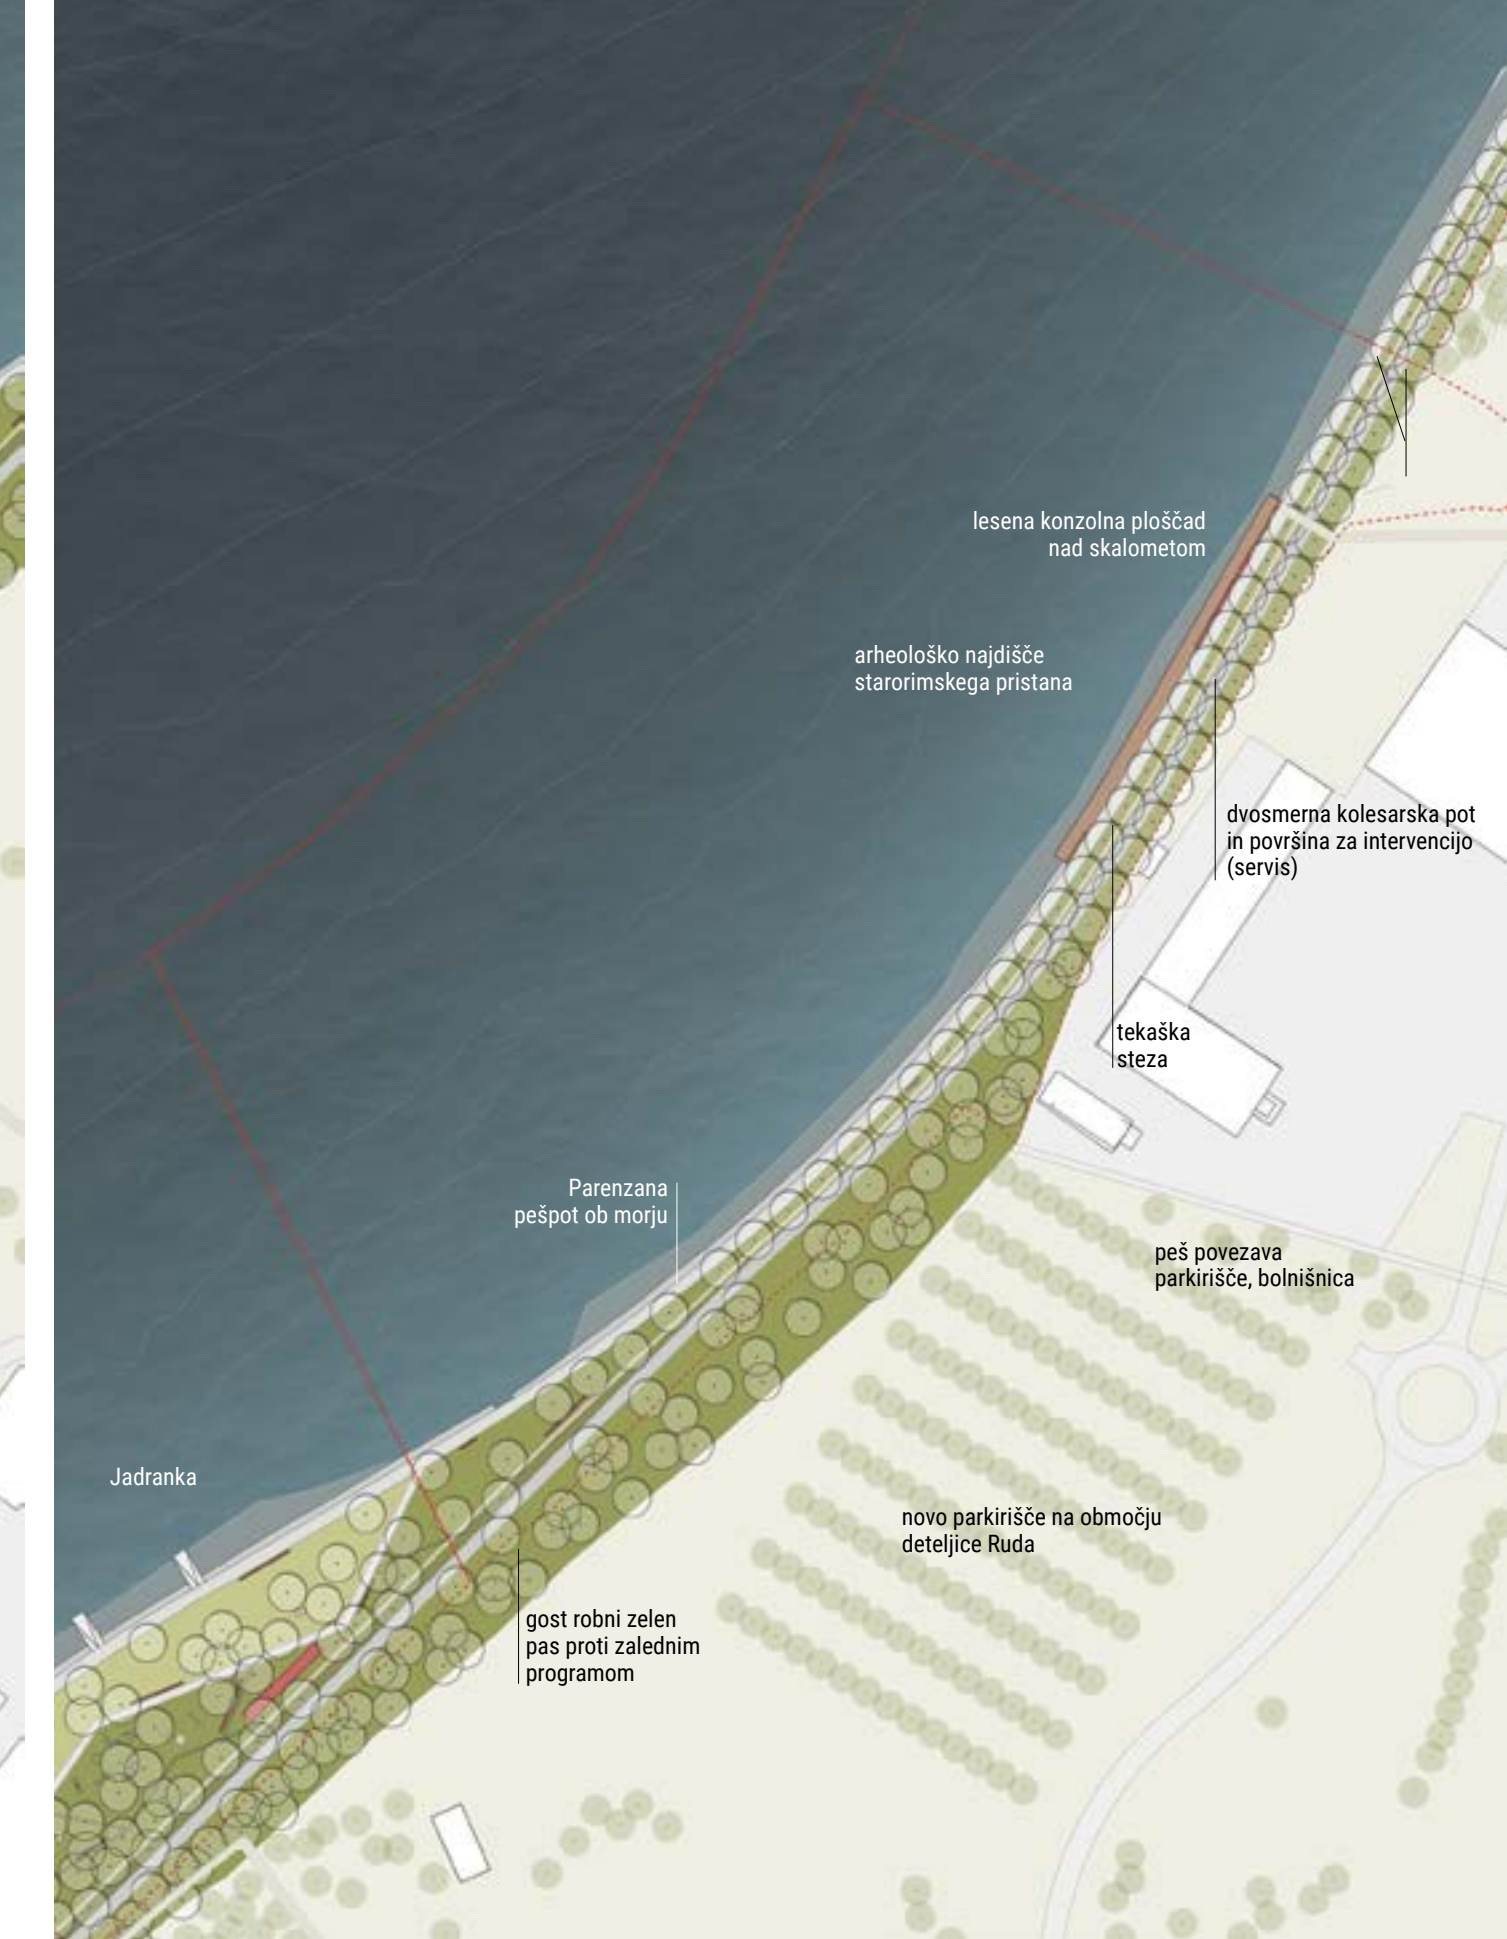 lesena konzolna ploščad
nad skalometom
arheološko najdišče
starorimskega pristana
dvosmerna kolesarska pot
in površina za intervencijo
(servis)
tekaška
steza
Parenzana
pešpot ob morju
peš povezava
parkirišče, bolnišnica
Jadranka
novo parkirišče na območju
deteljice Ruda
gost robni zelen
pas proti zalednim
programom